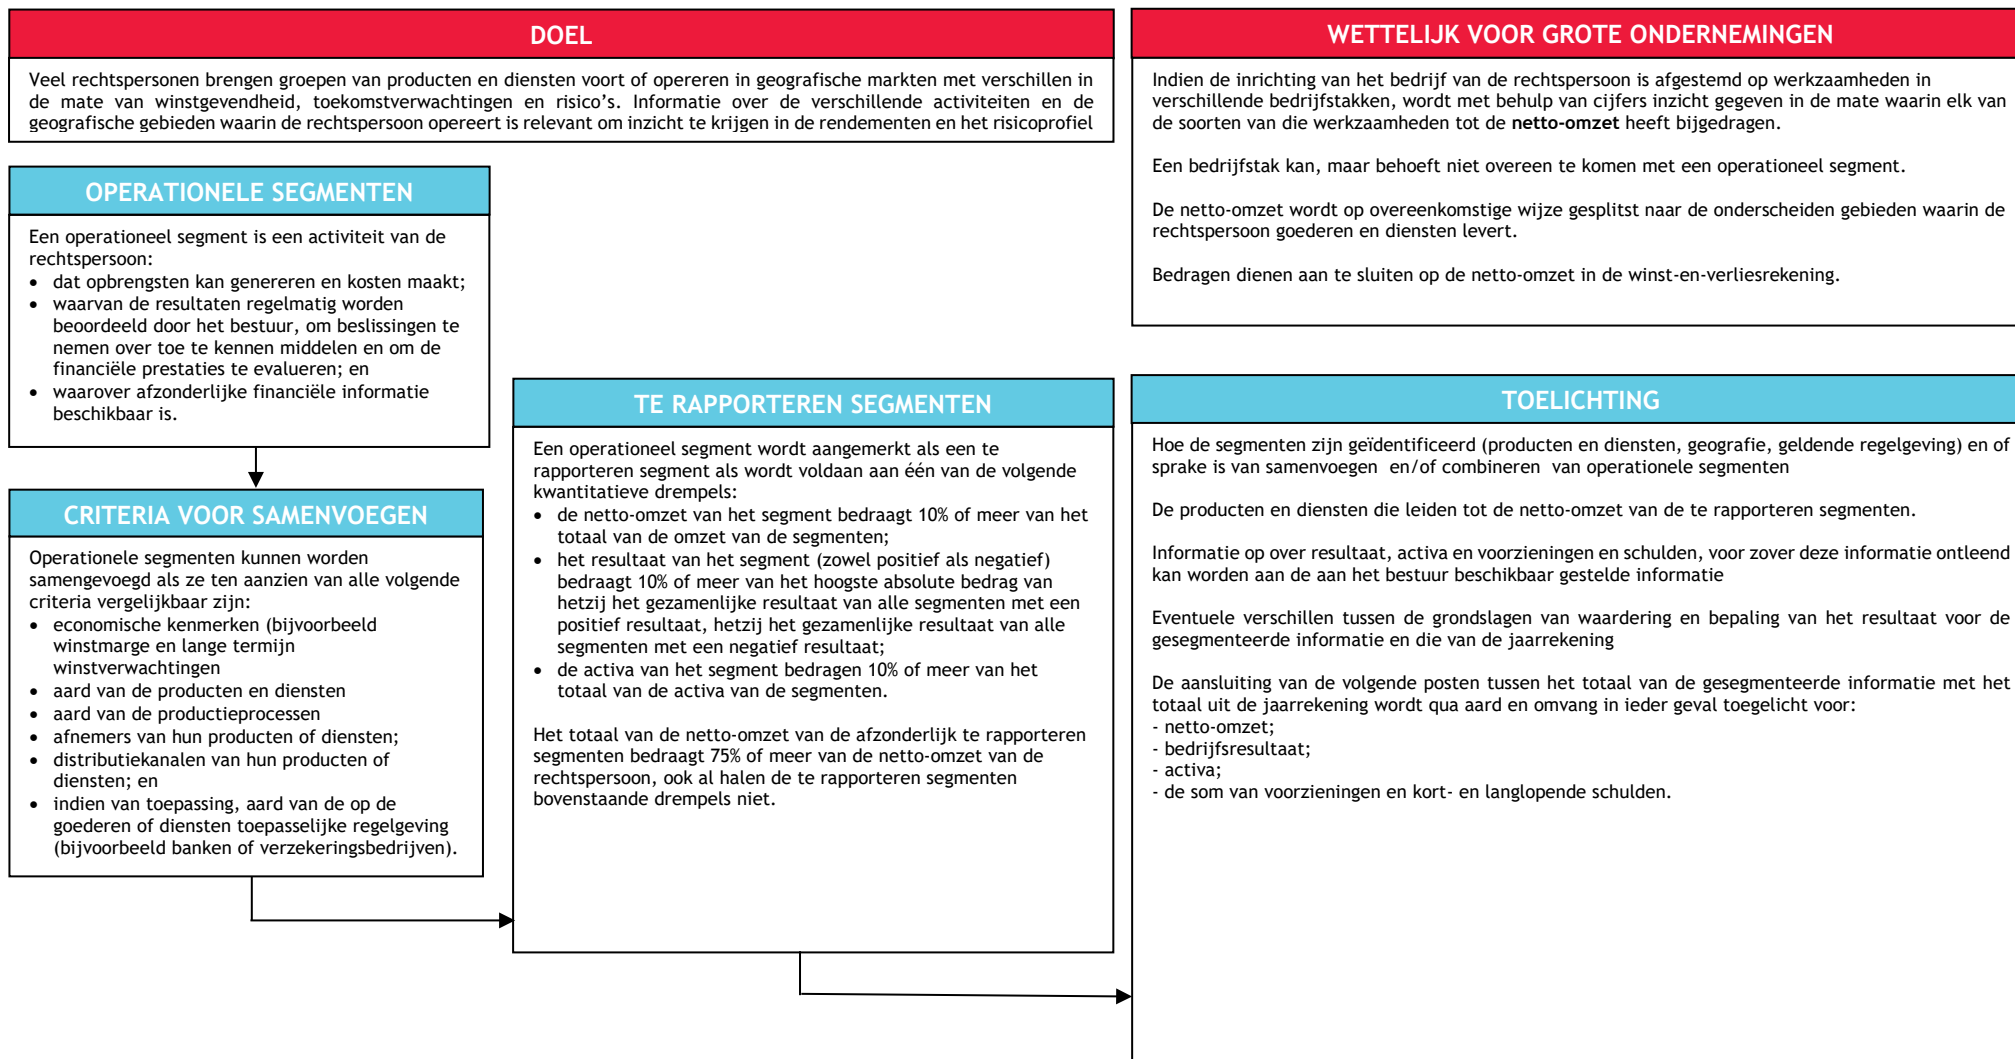 DOEL
Veel rechtspersonen brengen groepen van producten en diensten voort of opereren in geografische markten met verschillen in
de mate van winstgevendheid, toekomstverwachtingen en risico's. Informatie over de verschillende activiteiten en de
geografische gebieden waarin de rechtspersoon opereert is relevant om inzicht te krijgen in de rendementen en het risicoprofiel
WETTELIJK VOOR GROTE ONDERNEMINGEN
Indien de inrichting van het bedrijf van de rechtspersoon is afgestemd op werkzaamheden in
verschillende bedrijfstakken, wordt met behulp van cijfers inzicht gegeven in de mate waarin elk van
de soorten van die werkzaamheden tot de netto-omzet heeft bijgedragen.
Een bedrijfstak kan, maar behoeft niet overeen te komen met een operationeel segment.
De netto-omzet wordt op overeenkomstige wijze gesplitst naar de onderscheiden gebieden waarin de
rechtspersoon goederen en diensten levert.
Bedragen dienen aan te sluiten op de netto-omzet in de winst-en-verliesrekening.
OPERATIONELE SEGMENTEN
Een operationeel segment is een activiteit van de
rechtspersoon:
• dat opbrengsten kan genereren en kosten maakt;
• waarvan de resultaten regelmatig worden
beoordeeld door het bestuur, om beslissingen te
nemen over toe te kennen middelen en om de
financiële prestaties te evalueren; en
• waarover afzonderlijke financiële informatie
beschikbaar is.
CRITERIA VOOR SAMENVOEGEN
Operationele segmenten kunnen worden
samengevoegd als ze ten aanzien van alle volgende
criteria vergelijkbaar zijn:
• economische kenmerken (bijvoorbeeld
winstmarge en lange termijn
winstverwachtingen
• aard van de producten en diensten
• aard van de productieprocessen
• afnemers van hun producten of diensten;
• distributiekanalen van hun producten of
diensten; en
• indien van toepassing, aard van de op de
goederen of diensten toepasselijke regelgeving
(bijvoorbeeld banken of verzekeringsbedrijven).
TE RAPPORTEREN SEGMENTEN
Een operationeel segment wordt aangemerkt als een te
rapporteren segment als wordt voldaan aan één van de volgende
kwantitatieve drempels:
• de netto-omzet van het segment bedraagt 10% of meer van het
totaal van de omzet van de segmenten;
• het resultaat van het segment (zowel positief als negatief)
bedraagt 10% of meer van het hoogste absolute bedrag van
hetzij het gezamenlijke resultaat van alle segmenten met een
positief resultaat, hetzij het gezamenlijke resultaat van alle
segmenten met een negatief resultaat;
• de activa van het segment bedragen 10% of meer van het
totaal van de activa van de segmenten.
Het totaal van de netto-omzet van de afzonderlijk te rapporteren
segmenten bedraagt 75% of meer van de netto-omzet van de
rechtspersoon, ook al halen de te rapporteren segmenten
bovenstaande drempels niet.
TOELICHTING
Hoe de segmenten zijn geïdentificeerd (producten en diensten, geografie, geldende regelgeving) en of
sprake is van samenvoegen en/of combineren van operationele segmenten
De producten en diensten die leiden tot de netto-omzet van de te rapporteren segmenten.
Informatie op over resultaat, activa en voorzieningen en schulden, voor zover deze informatie ontleend
kan worden aan de aan het bestuur beschikbaar gestelde informatie
Eventuele verschillen tussen de grondslagen van waardering en bepaling van het resultaat voor de
gesegmenteerde informatie en die van de jaarrekening
De aansluiting van de volgende posten tussen het totaal van de gesegmenteerde informatie met het
totaal uit de jaarrekening wordt qua aard en omvang in ieder geval toegelicht voor:
- netto-omzet;
- bedrijfsresultaat;
- activa;
- de som van voorzieningen en kort- en langlopende schulden.